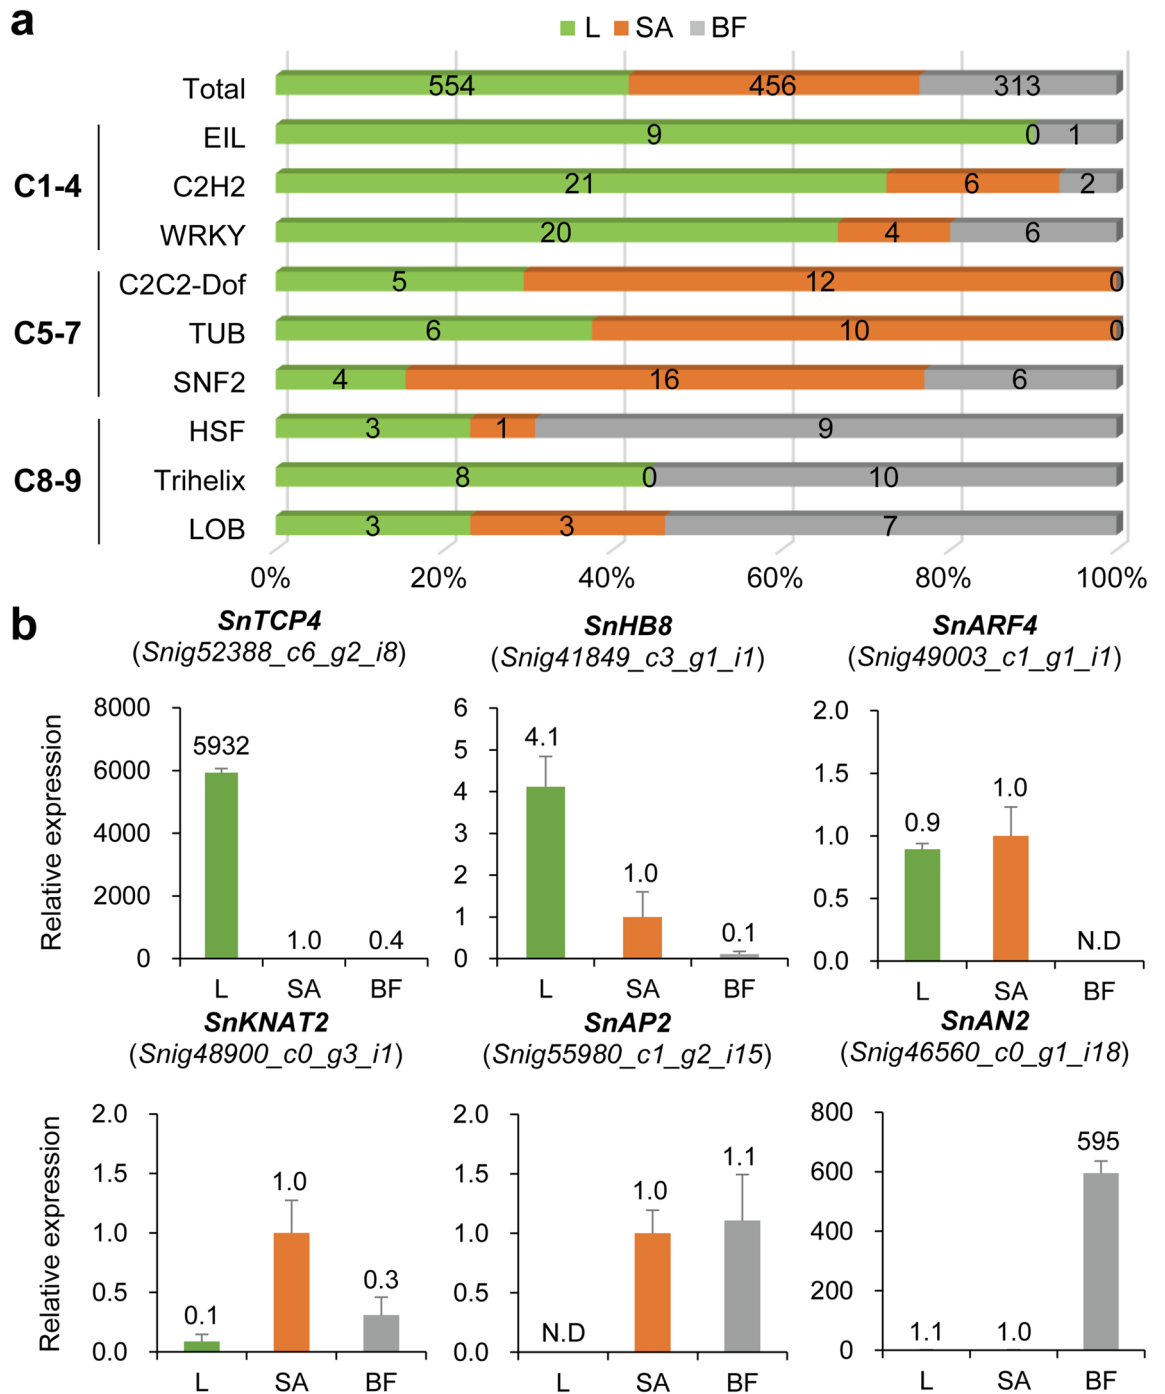 a
L SA BF
Total 554 456 313
EIL 9 0 1
C1-4 C2H2 21 6 2
WRKY 20 4 6
C2C2-Dof 5 12 0
C5-7 TUB 6 10 0
SNF2 4 16 6
HSF 3 1 9
C8-9 Trihelix 8 0 10
LOB 3 3 7
0% 20% 40% 60% 80% 100%
b
SnTCP4
(Snig52388_c6_g2_i8)
Relative expression
8000
6000
4000
2000
0
5932 1.0 0.4
L SA BF
SnHB8
(Snig41849_c3_g1_i1)
6
5
4
3
2
1
0
4.1 1.0 0.1
L SA BF
SnARF4
(Snig49003_c1_g1_i1)
2.0
1.5
1.0
0.5
0.0
0.9 1.0 N.D
L SA BF
SnKNAT2
(Snig48900_c0_g3_i1)
Relative expression
2.0
1.5
1.0
0.5
0.0
0.1 1.0 0.3
L SA BF
SnAP2
(Snig55980_c1_g2_i15)
2.0
1.5
1.0
0.5
0.0
N.D 1.0 1.1
L SA BF
SnAN2
(Snig46560_c0_g1_i18)
800
600
400
200
0
1.1 1.0 595
L SA BF